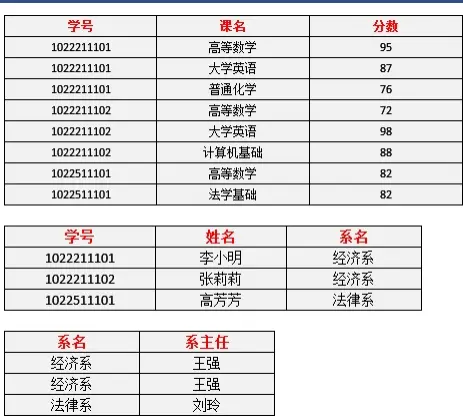 学号 课名 分数
1022211101 高等数学 95
1022211101 大学英语 87
1022211101 普通化学 76
1022211102 高等数学 72
1022211102 大学英语 98
1022211102 计算机基础 88
1022511101 高等数学 82
1022511101 法学基础 82
学号 姓名 系名
1022211101 李小明 经济系
1022211102 张莉莉 经济系
1022511101 高芳芳 法律系
系名 系主任
经济系 王强
经济系 王强
法律系 刘玲